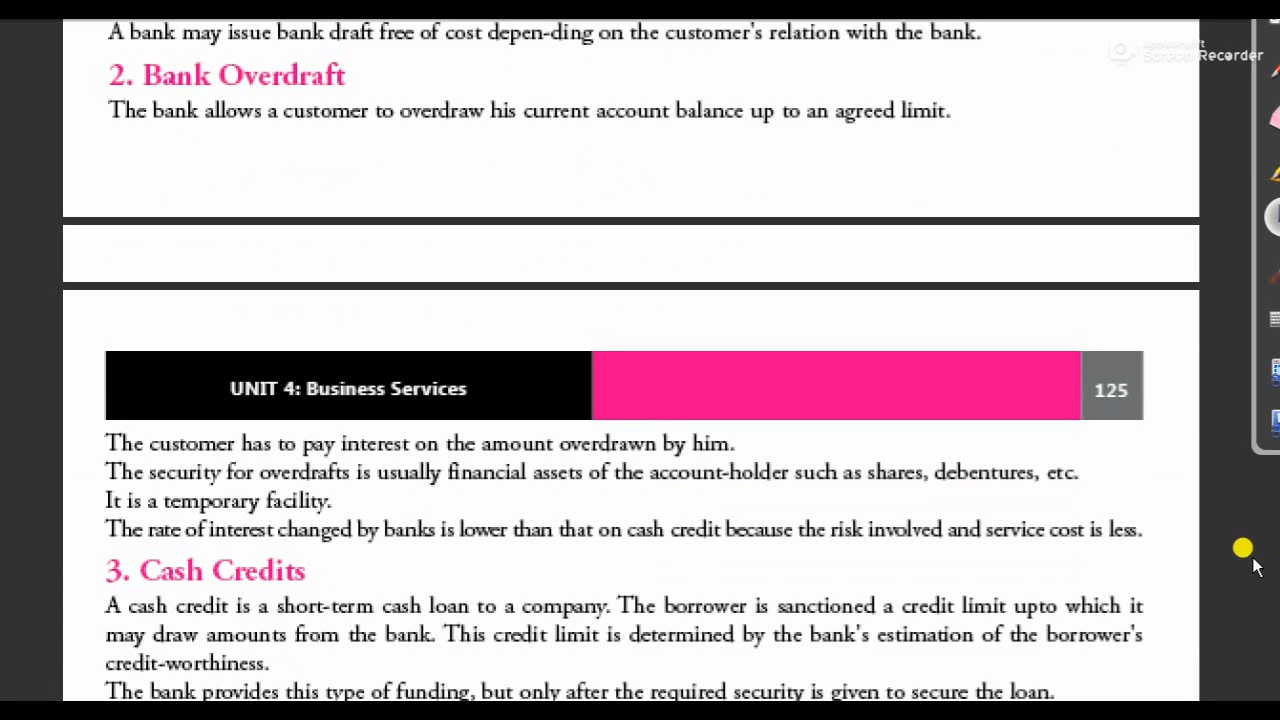 A bank may issue bank draft free of cost depen-ding on the customer's relation with the bank.
Screen Recorder
2. Bank Overdraft
The bank allows a customer to overdraw his current account balance up to an agreed limit.
UNIT 4: Business Services
125
The customer has to pay interest on the amount overdrawn by him.
The security for overdrafts is usually financial assets of the account-holder such as shares, debentures, etc.
It is a temporary facility.
The rate of interest changed by banks is lower than that on cash credit because the risk involved and service cost is less.
3. Cash Credits
A cash credit is a short-term cash loan to a company. The borrower is sanctioned a credit limit upto which it
may draw amounts from the bank. This credit limit is determined by the bank's estimation of the borrower's
credit-worthiness.
The bank provides this type of funding, but only after the required security is given to secure the loan.